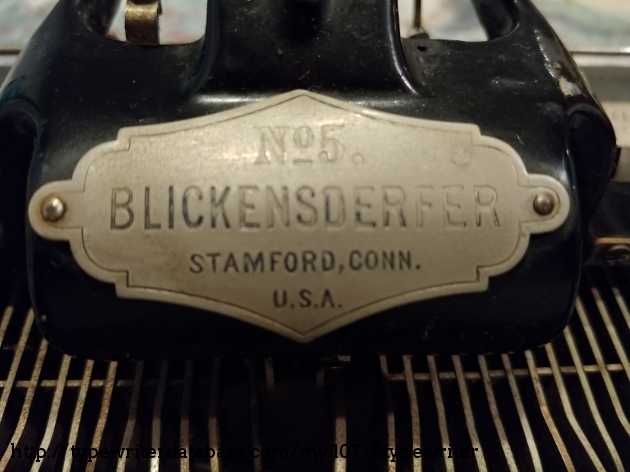 Nº5.
BLICKENSDERFER
STAMFORD, CONN.
U.S.A.